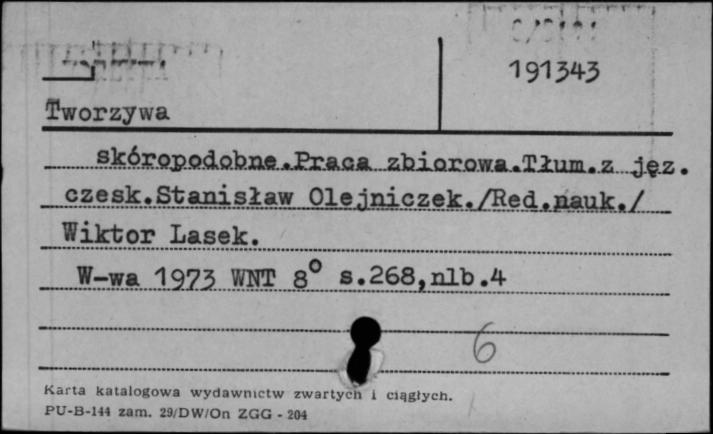 191343
Tworzywa
skóropodobne.Praca zbiorowa.Tłum.z jęz.
czesk.Stanisław Olejniczek./Red.nauk./
Wiktor Lasek.
W-wa 1973 WNT 8° s.268,nlb.4
6
Karta katalogowa wydawnictw zwartych i ciągłych.
PU-B-144 zam. 29/DW/On ZGG - 204